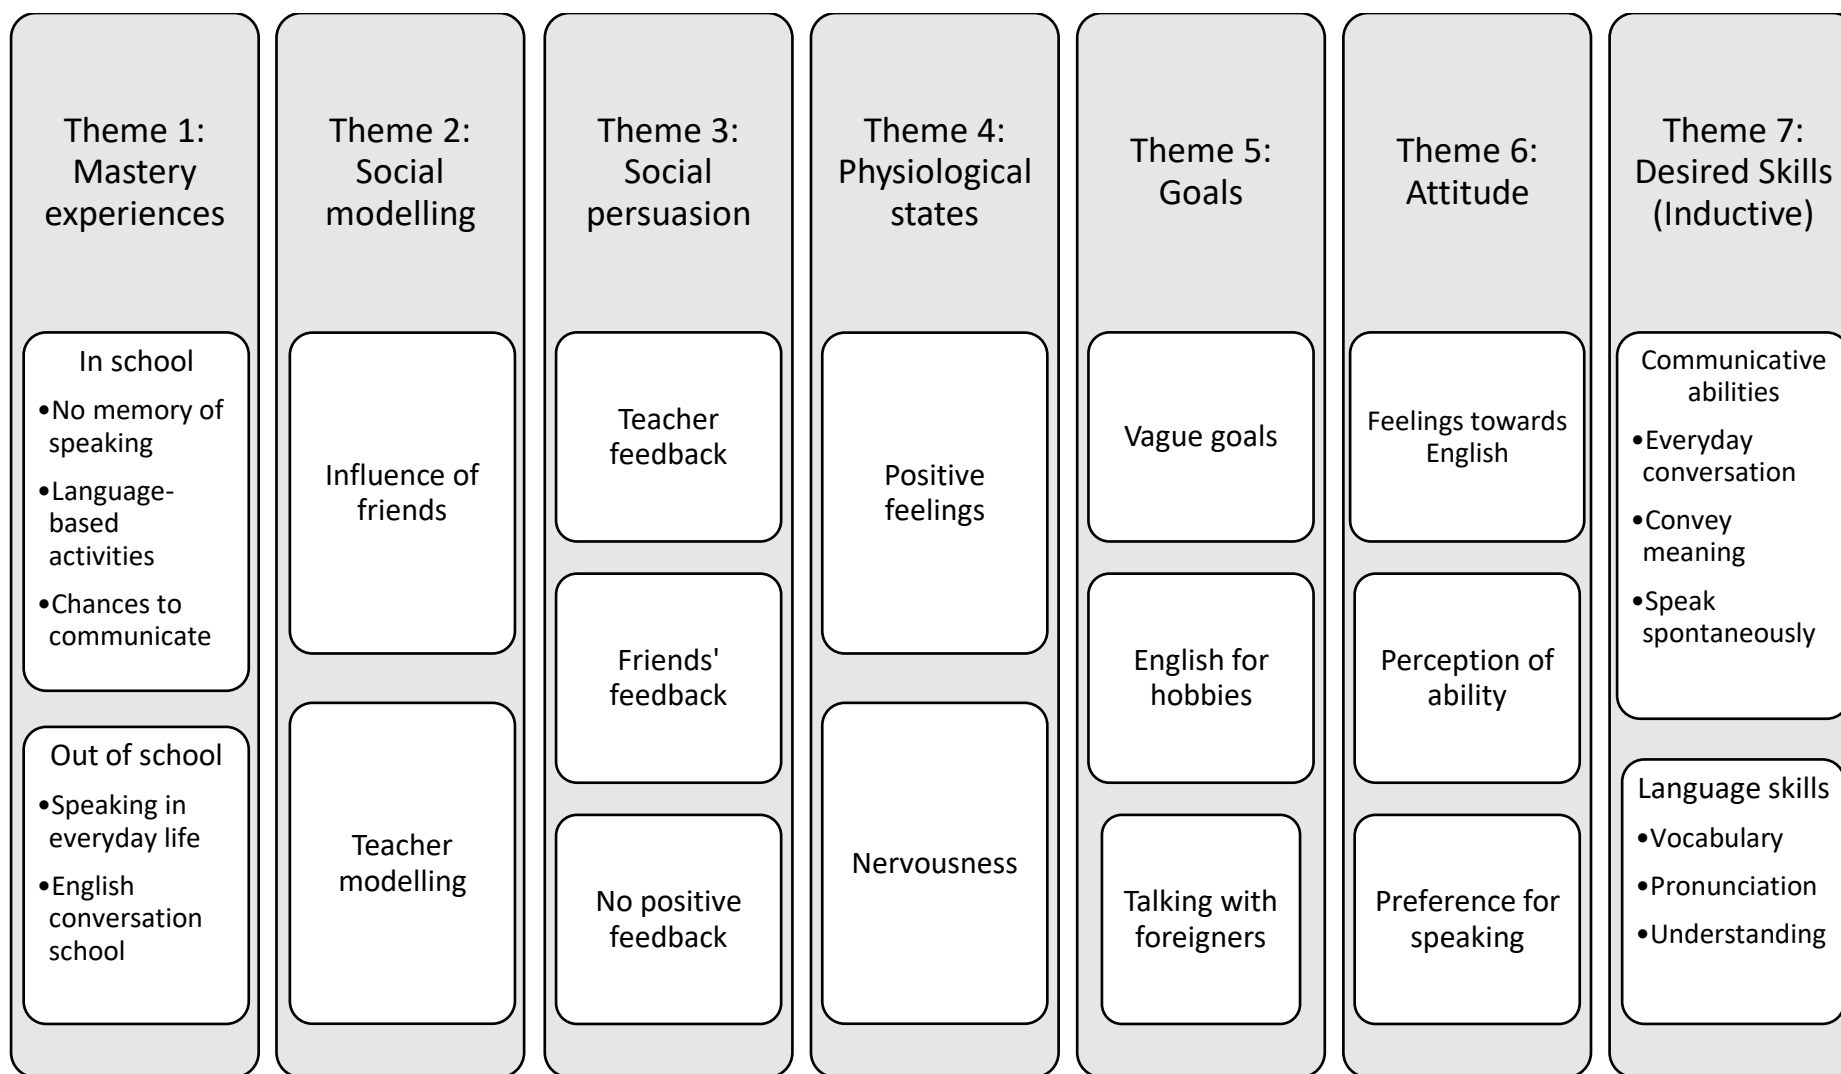 Theme 1:
Mastery
experiences
In school
•No memory of
speaking
•Language-
based
activities
•Chances to
communicate
Out of school
•Speaking in
everyday life
•English
conversation
school
Theme 2:
Social
modelling
Influence of
friends
Teacher
modelling
Theme 3:
Social
persuasion
Teacher
feedback
Friends'
feedback
No positive
feedback
Theme 4:
Physiological
states
Positive
feelings
Nervousness
Theme 5:
Goals
Vague goals
English for
hobbies
Talking with
foreigners
Theme 6:
Attitude
Feelings towards
English
Perception of
ability
Preference for
speaking
Theme 7:
Desired Skills
(Inductive)
Communicative
abilities
•Everyday
conversation
•Convey
meaning
•Speak
spontaneously
Language skills
•Vocabulary
•Pronunciation
•Understanding